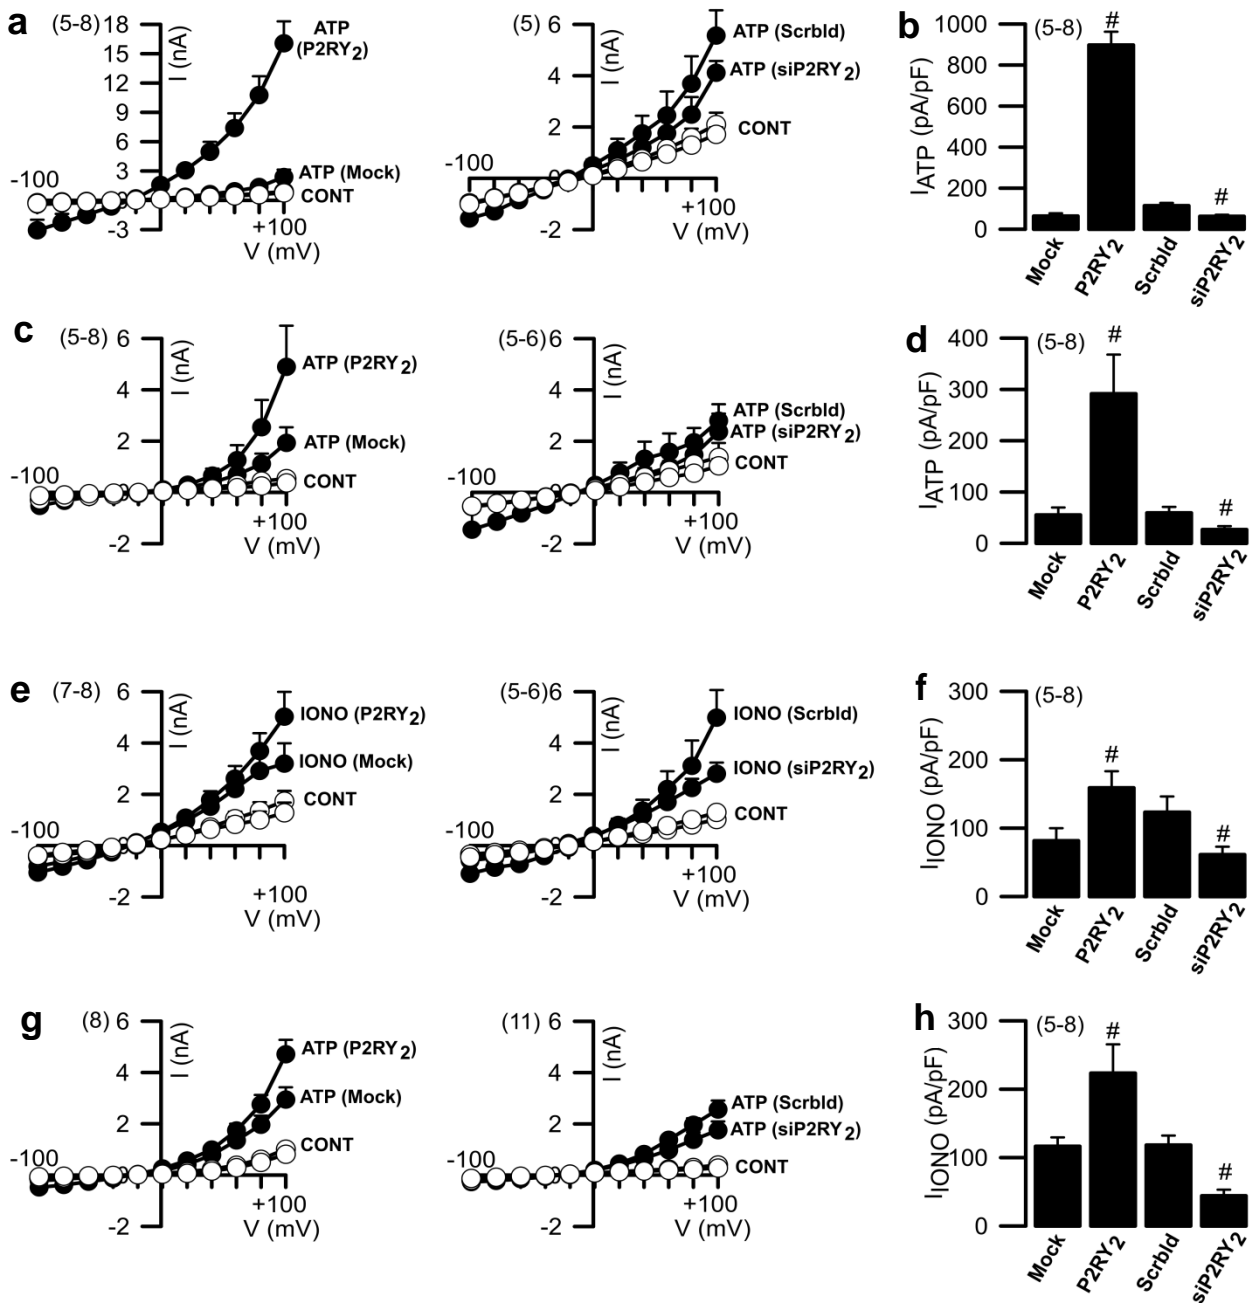 a
(5-8)
18
15
12
9
6
3
0
-3
I (nA)
-100
+100
V (mV)
ATP
(P2RY2)
ATP (Mock)
CONT
(5)
6
4
2
0
-2
I (nA)
-100
+100
V (mV)
ATP (Scrbld)
ATP (siP2RY2)
CONT
b
(5-8)
1000
800
600
400
200
0
IATP (pA/pF)
#
#
Mock
P2RY2
Scrbld
siP2RY2
c
(5-8)
6
4
2
0
-2
I (nA)
-100
+100
V (mV)
ATP (P2RY2)
ATP (Mock)
CONT
(5-6)
6
4
2
-2
I (nA)
-100
+100
V (mV)
ATP (Scrbld)
ATP (siP2RY2)
CONT
d
(5-8)
400
300
200
100
0
IATP (pA/pF)
#
#
Mock
P2RY2
Scrbld
siP2RY2
e
(7-8)
6
4
2
0
-2
I (nA)
-100
+100
V (mV)
IONO (P2RY2)
IONO (Mock)
CONT
(5-6)
6
4
2
0
-2
I (nA)
-100
+100
V (mV)
IONO (Scrbld)
IONO (siP2RY2)
CONT
f
(5-8)
300
200
100
0
IIONO (pA/pF)
#
#
Mock
P2RY2
Scrbld
siP2RY2
g
(8)
6
4
2
0
-2
I (nA)
-100
+100
V (mV)
ATP (P2RY2)
ATP (Mock)
CONT
(11)
6
4
2
0
-2
I (nA)
-100
+100
V (mV)
ATP (Scrbld)
ATP (siP2RY2)
CONT
h
(5-8)
300
200
100
0
IIONO (pA/pF)
#
#
Mock
P2RY2
Scrbld
siP2RY2